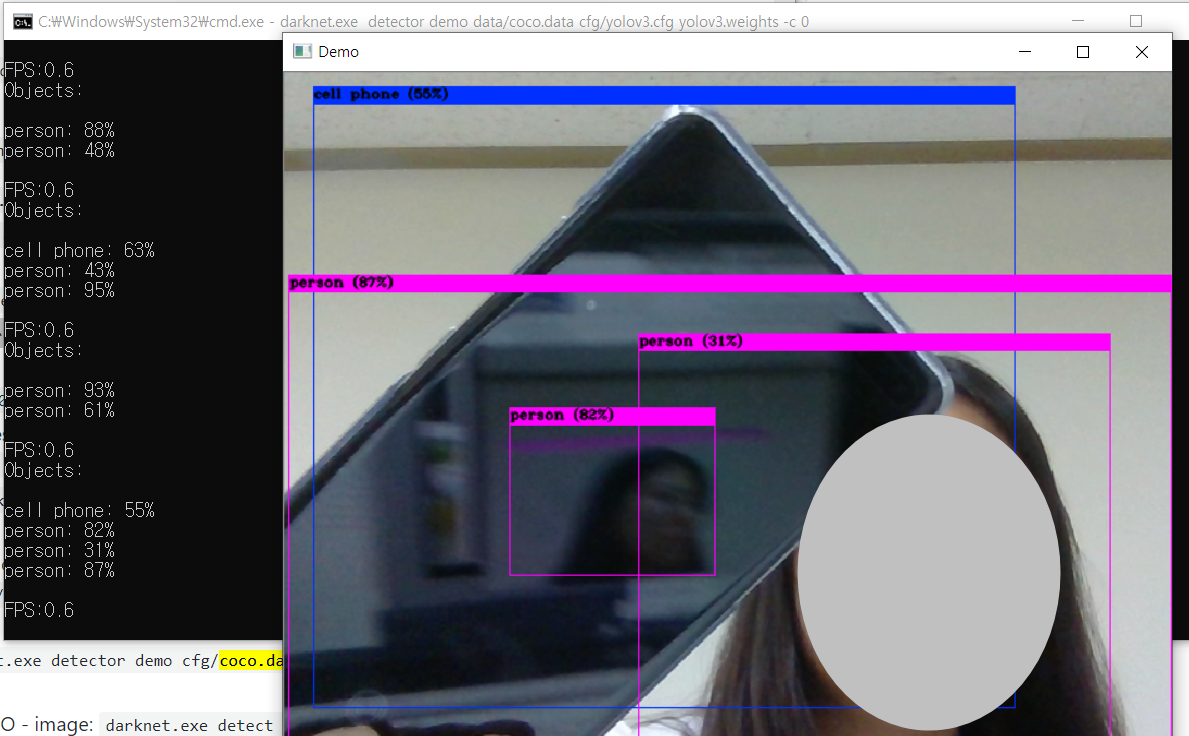 C:₩Windows₩System32₩cmd.exe - darknet.exe detector demo data/coco.data cfg/yolov3.cfg yolov3.weights -c 0
FPS:0.6
Objects:
person: 88%
person: 48%
FPS:0.6
Objects:
cell phone: 63%
person: 43%
person: 95%
FPS:0.6
Objects:
person: 93%
person: 61%
FPS:0.6
Objects:
cell phone: 55%
person: 82%
person: 31%
person: 87%
FPS:0.6
Demo
cell phone (55%)
person (87%)
person (31%)
person (82%)
.exe detector demo cfg/coco.da
O - image: darknet.exe detect